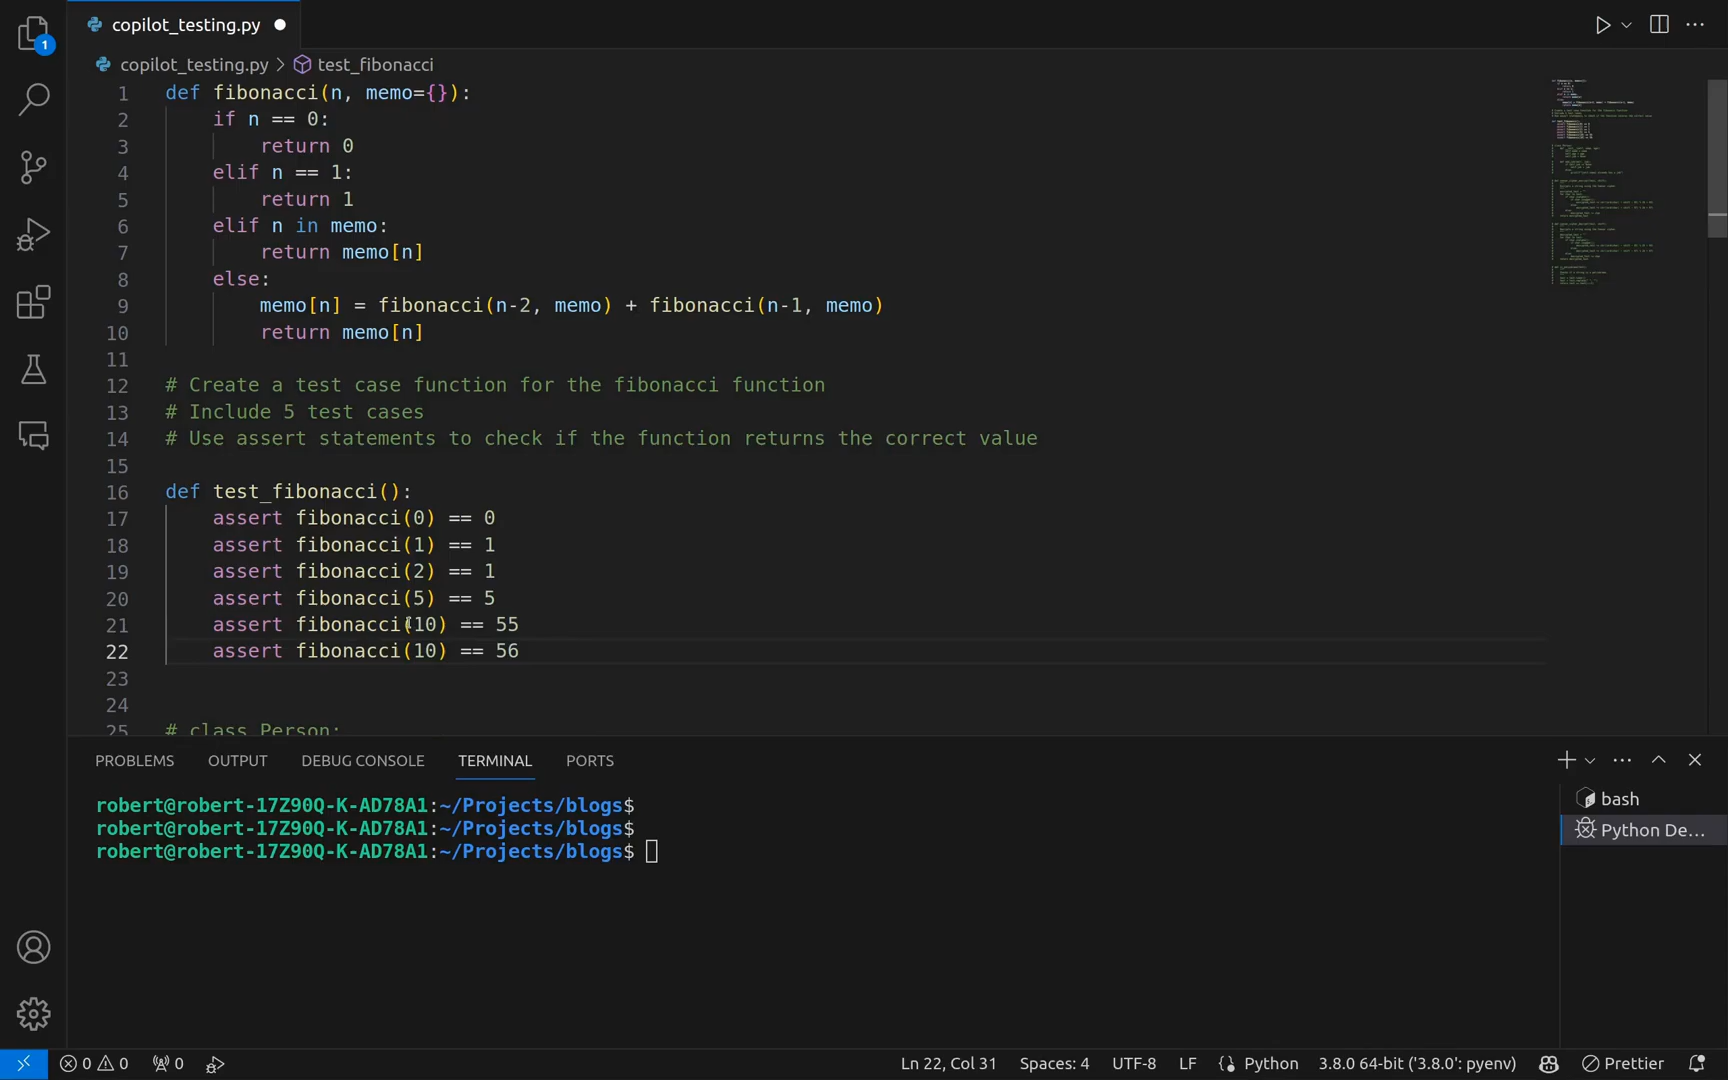 copilot_testing.py
1
copilot_testing.py > test_fibonacci
1 def fibonacci(n, memo={}):
2 if n == 0:
3 return 0
4 elif n == 1:
5 return 1
6 elif n in memo:
7 return memo[n]
8 else:
9 memo[n] = fibonacci(n-2, memo) + fibonacci(n-1, memo)
10 return memo[n]
11
12 # Create a test case function for the fibonacci function
13 # Include 5 test cases
14 # Use assert statements to check if the function returns the correct value
15
16 def test_fibonacci():
17 assert fibonacci(0) == 0
18 assert fibonacci(1) == 1
19 assert fibonacci(2) == 1
20 assert fibonacci(5) == 5
21 assert fibonacci(10) == 55
22 assert fibonacci(10) == 56
23
24
25 # class Person:
PROBLEMS OUTPUT DEBUG CONSOLE TERMINAL PORTS
robert@robert-17Z90Q-K-AD78A1:~/Projects/blogs$
robert@robert-17Z90Q-K-AD78A1:~/Projects/blogs$
robert@robert-17Z90Q-K-AD78A1:~/Projects/blogs$
bash
Python De...
0 0 0 Ln 22, Col 31 Spaces: 4 UTF-8 LF Python 3.8.0 64-bit ('3.8.0': pyenv) Prettier